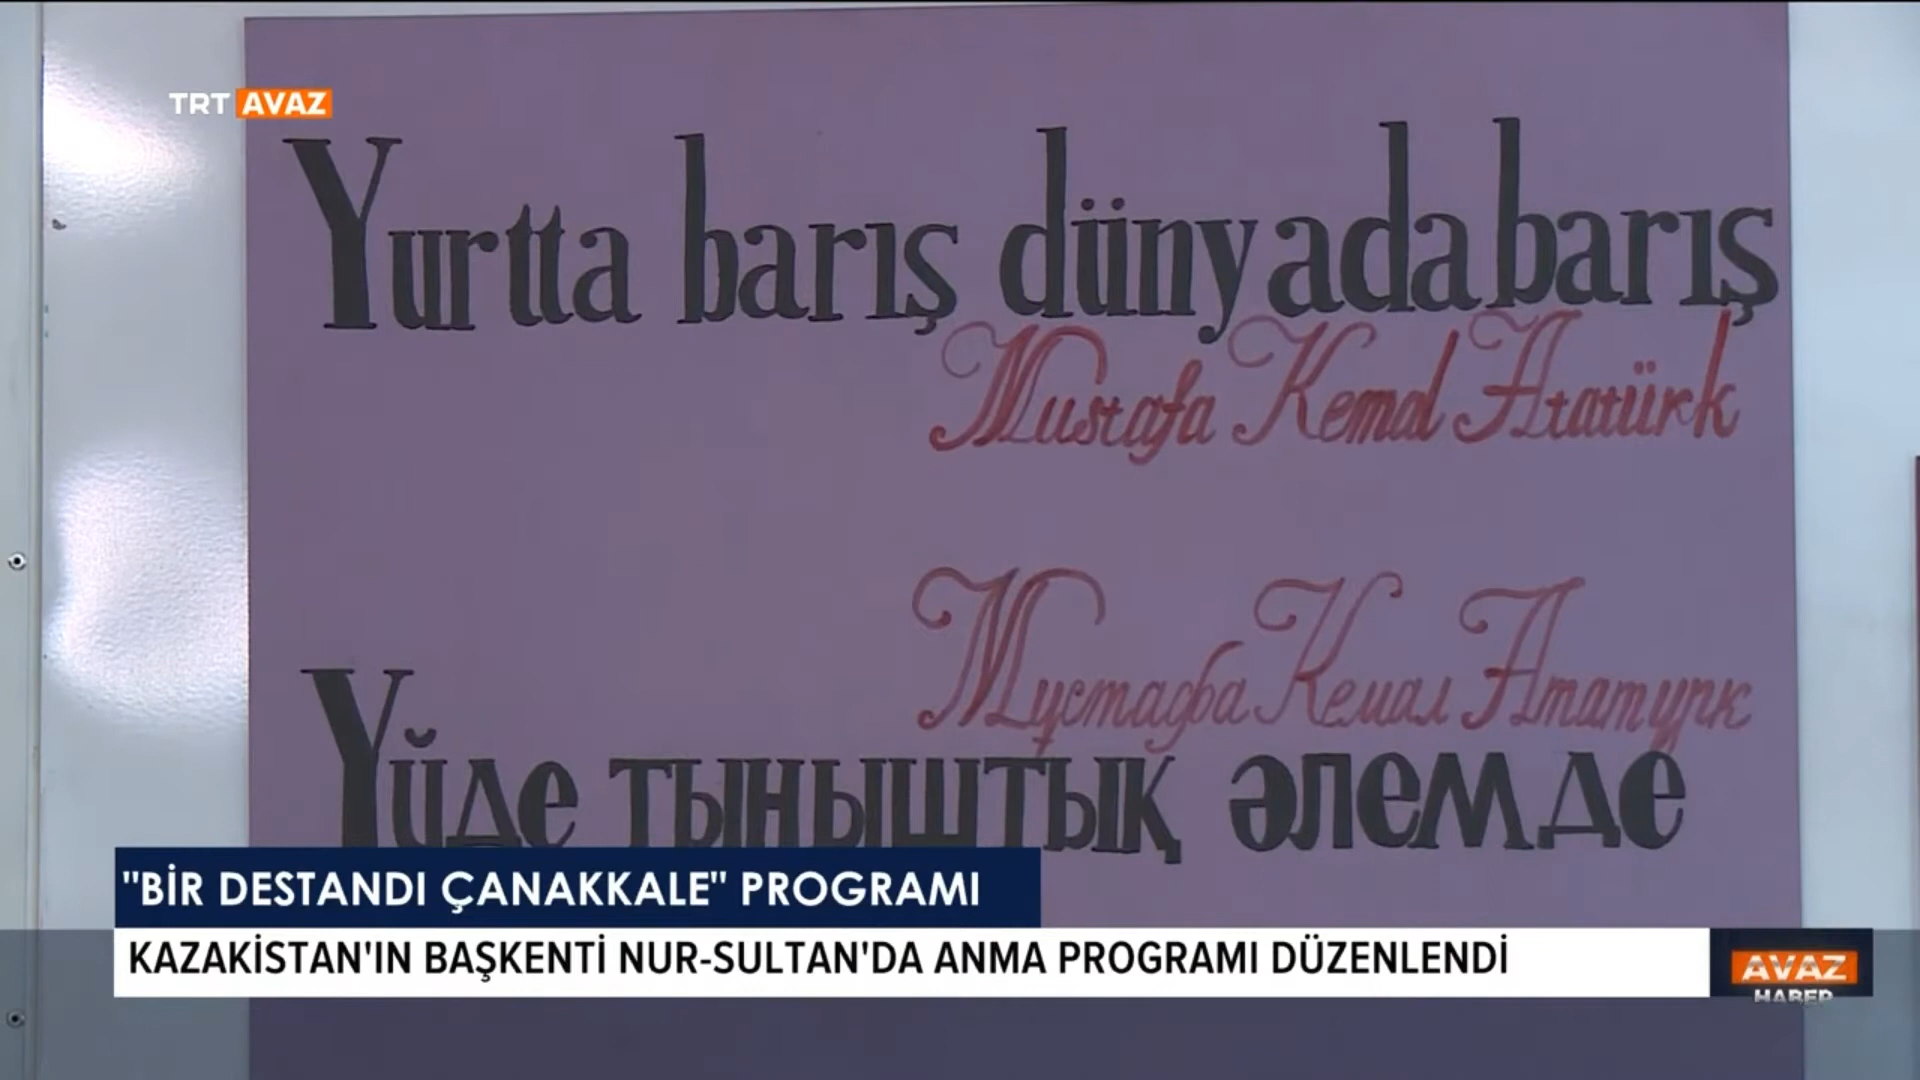 TRT AVAZ
Yurtta barış dünyada barış
Mustafa Kemal Atatürk
Мұстафа Кемал Ататүрк
Үйде тыныштық әлемде
"BİR DESTANDI ÇANAKKALE" PROGRAMI
KAZAKİSTAN'IN BAŞKENTİ NUR-SULTAN'DA ANMA PROGRAMI DÜZENLENDİ
AVAZ
HABER